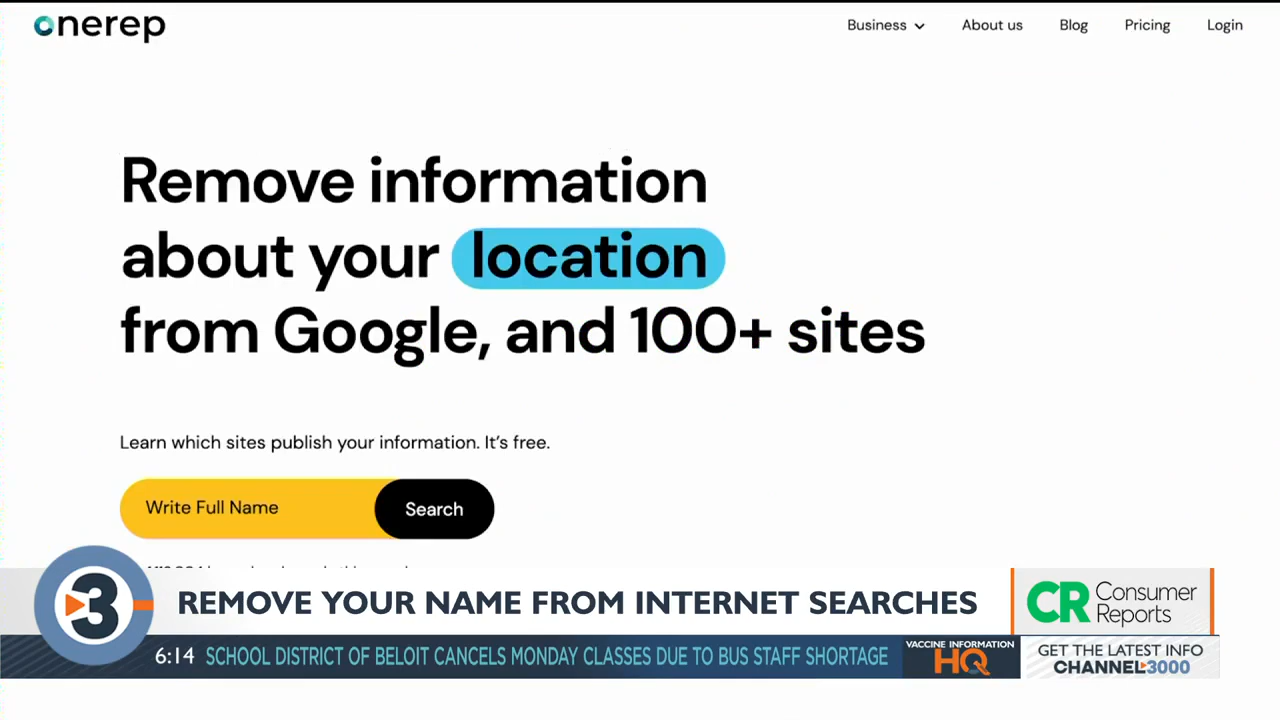 onerep
Business
About us
Blog
Pricing
Login
Remove information
about your location
from Google, and 100+ sites
Learn which sites publish your information. It's free.
Write Full Name
Search
3
REMOVE YOUR NAME FROM INTERNET SEARCHES
CR Consumer
Reports
6:14 SCHOOL DISTRICT OF BELOIT CANCELS MONDAY CLASSES DUE TO BUS STAFF SHORTAGE
VACCINE INFORMATION
HQ
GET THE LATEST INFO
CHANNEL3000